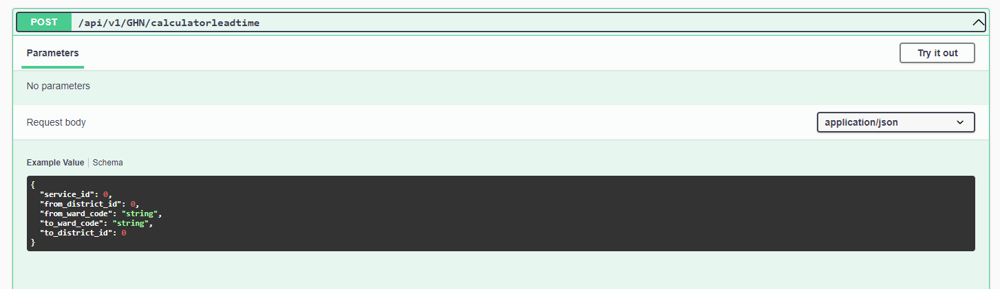 POST /api/v1/GHN/calculatorleadtime
Parameters
Try it out
No parameters
Request body
application/json
Example Value | Schema
{
  "service_id": 0,
  "from_district_id": 0,
  "from_ward_code": "string",
  "to_ward_code": "string",
  "to_district_id": 0
}